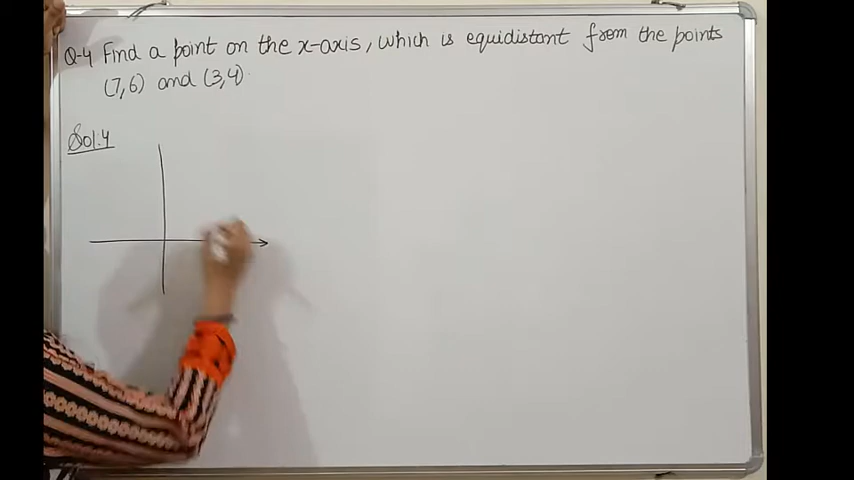 Q-4 Find a point on the x-axis, which is equidistant from the points
(7,6) and (3,4)
Sol:4